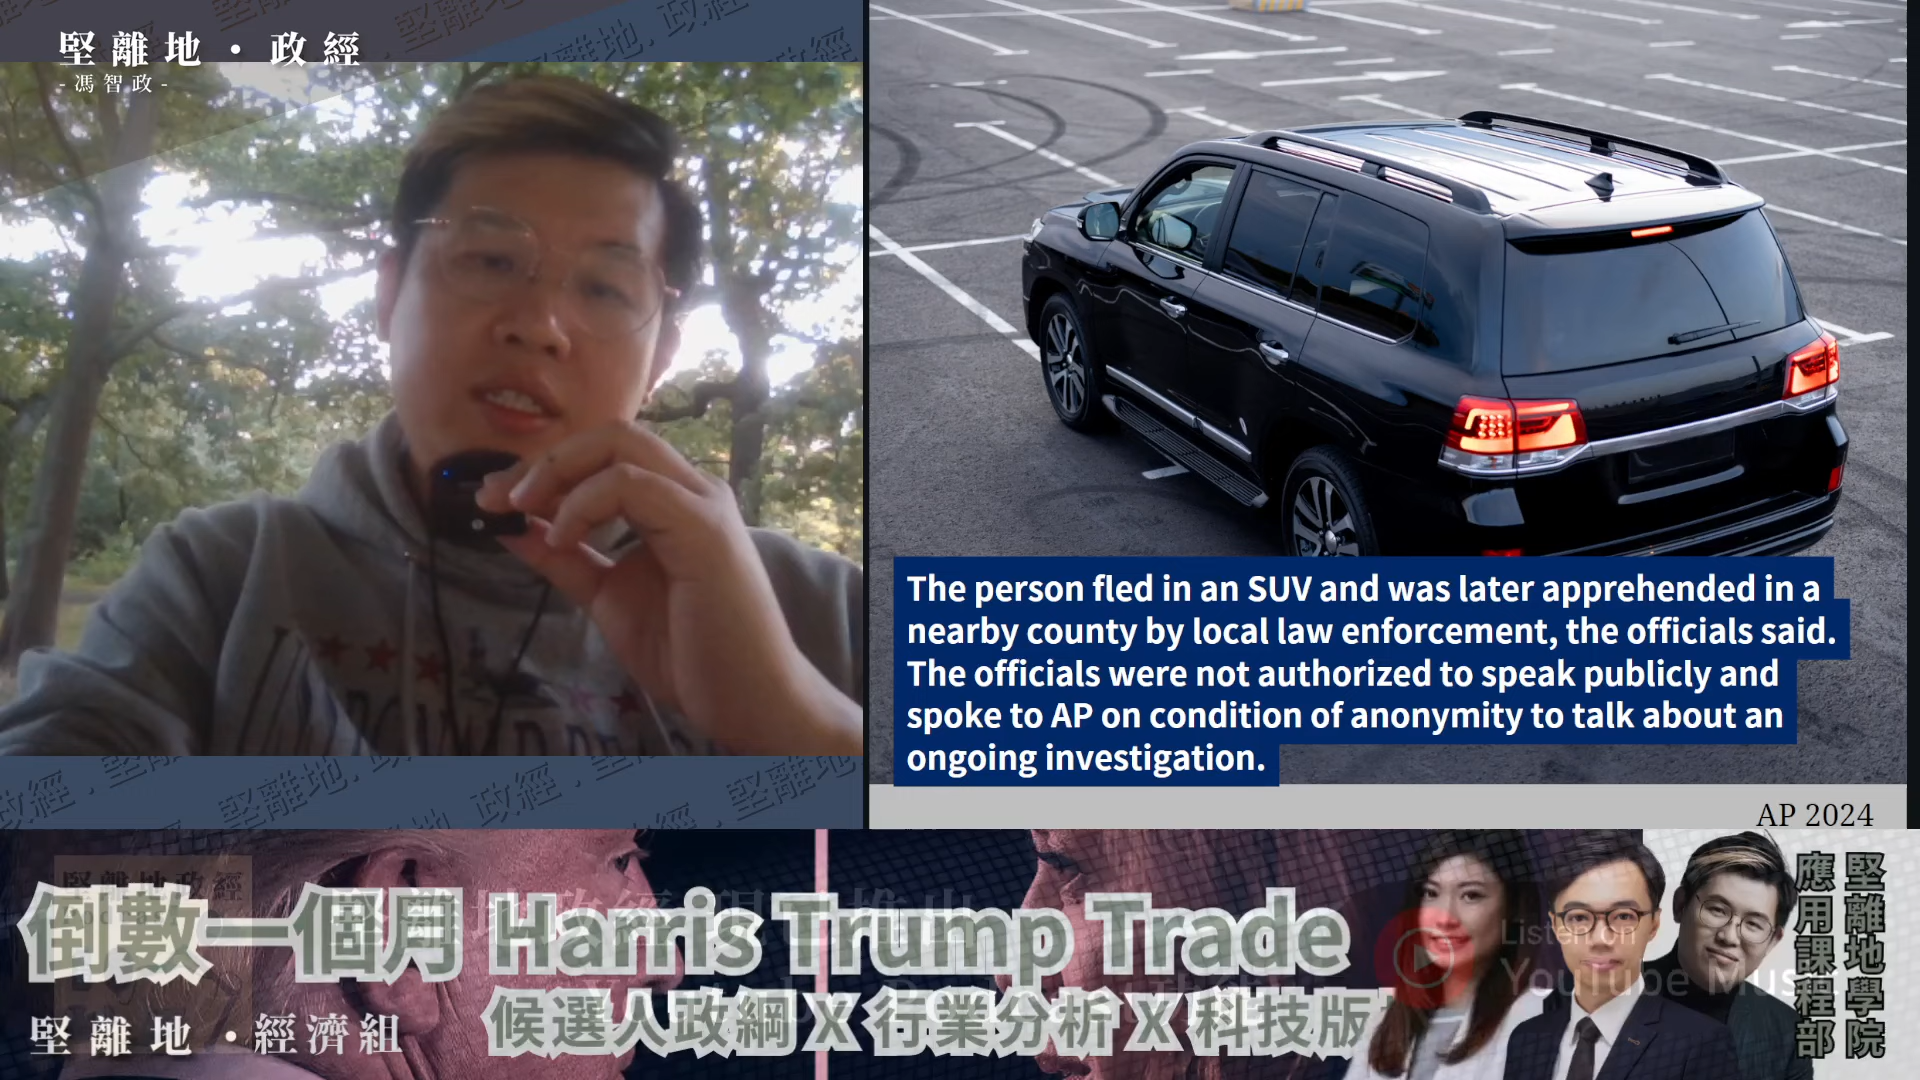 堅離地・政經
-馮智政-
The person fled in an SUV and was later apprehended in a
nearby county by local law enforcement, the officials said.
The officials were not authorized to speak publicly and
spoke to AP on condition of anonymity to talk about an
ongoing investigation.
AP 2024
倒數一個月 Harris Trump Trade
候選人政綱 X 行業分析 X 科技版
堅離地・經濟組
Listen on
YouTube Music
堅離地學院
應用課程部